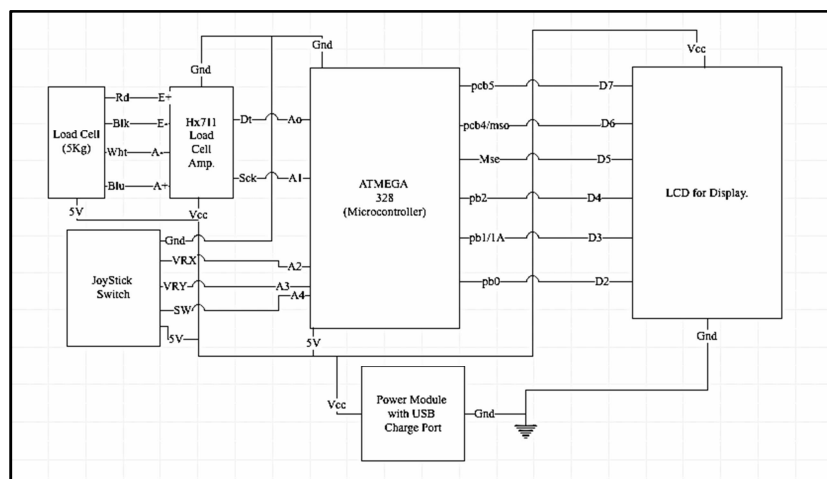 Gnd
Gnd
Vcc
Load Cell
(5Kg)
Rd
E+
Blk
E-
Wht
A-
Blu
A+
5V
Hx711
Load
Cell
Amp.
Vcc
Dt
Ao
Sck
A1
ATMEGA
328
(Microcontroller)
pcb5
D7
pcb4/mso
D6
Mse
D5
pb2
D4
pb1/1A
D3
pb0
D2
LCD for Display.
Gnd
JoyStick
Switch
Gnd
VRX
A2
VRY
A3
SW
A4
5V
5V
Vcc
Power Module
with USB
Charge Port
Gnd